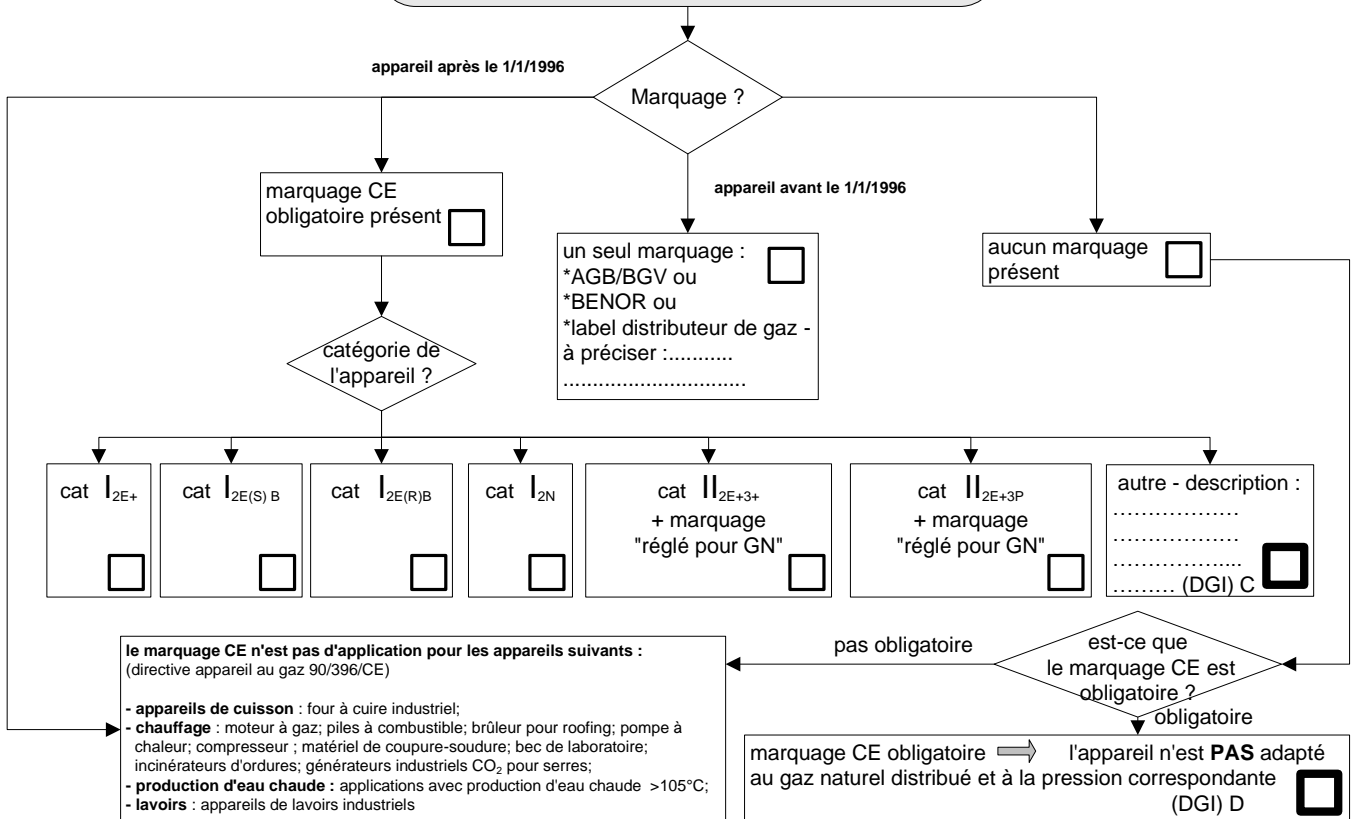 appareil après le 1/1/1996
Marquage ?
marquage CE
obligatoire présent
appareil avant le 1/1/1996
un seul marquage :
*AGB/BGV ou
*BENOR ou
*label distributeur de gaz -
à préciser :...........
...............................
aucun marquage
présent
catégorie de
l'appareil ?
cat I2E+
cat I2E(S) B
cat I2E(R)B
cat I2N
cat II2E+3+
+ marquage
"réglé pour GN"
cat II2E+3P
+ marquage
"réglé pour GN"
autre - description :
………………
………………
………………...
……… (DGI) C
est-ce que
le marquage CE est
obligatoire ?
pas obligatoire
obligatoire
le marquage CE n'est pas d'application pour les appareils suivants :
(directive appareil au gaz 90/396/CE)
- appareils de cuisson : four à cuire industriel;
- chauffage : moteur à gaz; piles à combustible; brûleur pour roofing; pompe à
chaleur; compresseur ; matériel de coupure-soudure; bec de laboratoire;
incinérateurs d'ordures; générateurs industriels CO2 pour serres;
- production d'eau chaude : applications avec production d'eau chaude >105°C;
- lavoirs : appareils de lavoirs industriels
marquage CE obligatoire ⇒ l'appareil n'est PAS adapté
au gaz naturel distribué et à la pression correspondante
(DGI) D